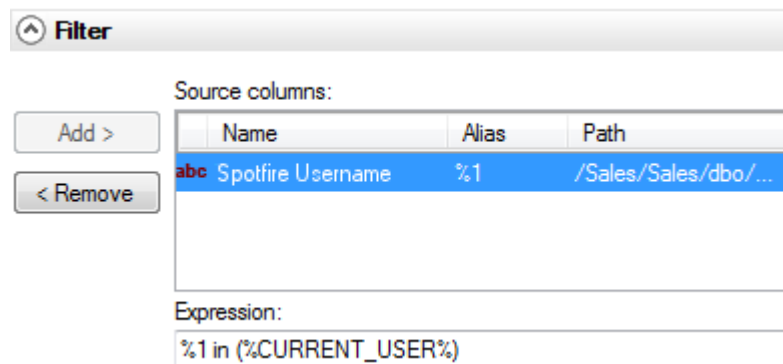 Filter
Source columns:
Add >
Name Alias Path
abc Spotfire Username %1 /Sales/Sales/dbo/...
< Remove
Expression:
%1 in (%CURRENT_USER%)